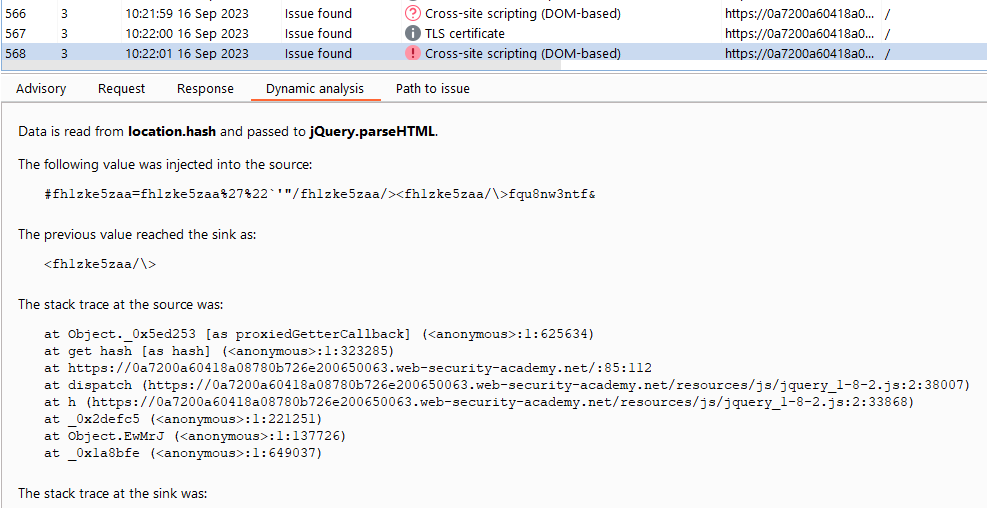 566 3 10:21:59 16 Sep 2023 Issue found ? Cross-site scripting (DOM-based) https://0a7200a60418a0... /
567 3 10:22:00 16 Sep 2023 Issue found i TLS certificate https://0a7200a60418a0... /
568 3 10:22:01 16 Sep 2023 Issue found ! Cross-site scripting (DOM-based) https://0a7200a60418a0... /
Advisory Request Response Dynamic analysis Path to issue
Data is read from location.hash and passed to jQuery.parseHTML.
The following value was injected into the source:
#fhlzke5zaa=fhlzke5zaa%27%22`'"/fhlzke5zaa/><fhlzke5zaa/\>fqu8nw3ntf&
The previous value reached the sink as:
<fhlzke5zaa/\>
The stack trace at the source was:
at Object._0x5ed253 [as proxiedGetterCallback] (<anonymous>:1:625634)
at get hash [as hash] (<anonymous>:1:323285)
at https://0a7200a60418a08780b726e200650063.web-security-academy.net/:85:112
at dispatch (https://0a7200a60418a08780b726e200650063.web-security-academy.net/resources/js/jquery_1-8-2.js:2:38007)
at h (https://0a7200a60418a08780b726e200650063.web-security-academy.net/resources/js/jquery_1-8-2.js:2:33868)
at _0x2defc5 (<anonymous>:1:221251)
at Object.EwMrJ (<anonymous>:1:137726)
at _0x1a8bfe (<anonymous>:1:649037)
The stack trace at the sink was: